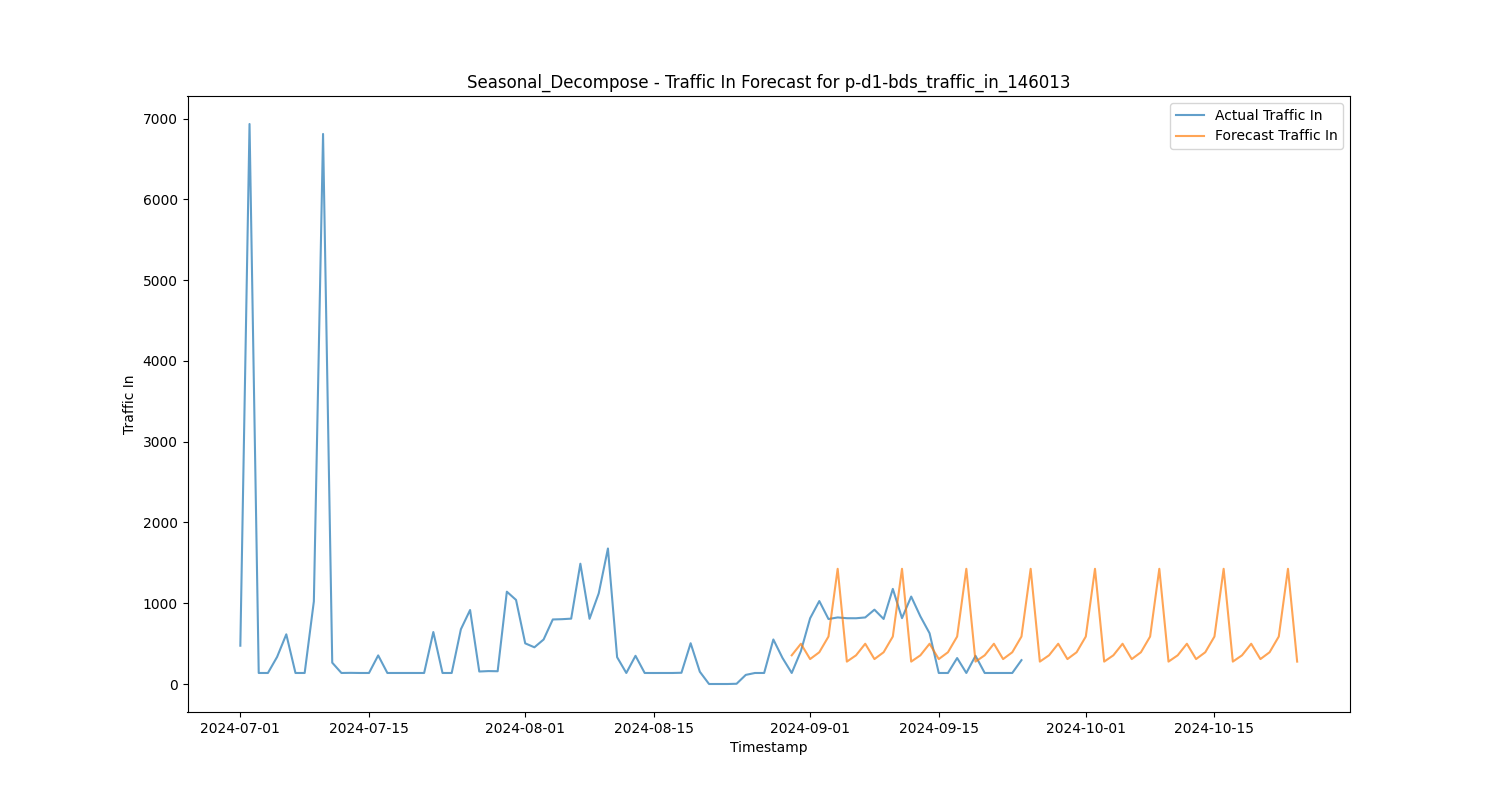 Seasonal_Decompose - Traffic In Forecast for p-d1-bds_traffic_in_146013
Actual Traffic In
Forecast Traffic In
7000
6000
5000
4000
3000
2000
1000
0
Traffic In
2024-07-01 2024-07-15 2024-08-01 2024-08-15 2024-09-01 2024-09-15 2024-10-01 2024-10-15
Timestamp